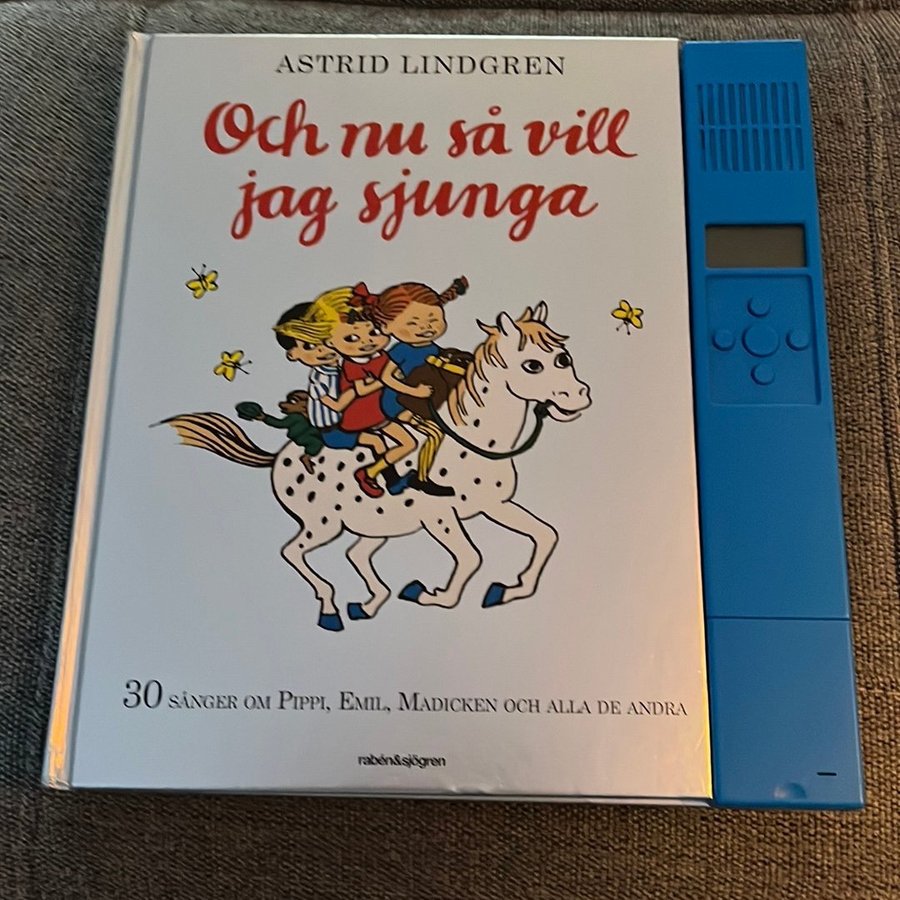 ASTRID LINDGREN
Och nu så vill
jag sjunga
30 SÅNGER OM PIPPI, EMIL, MADICKEN OCH ALLA DE ANDRA
rabén&sjögren